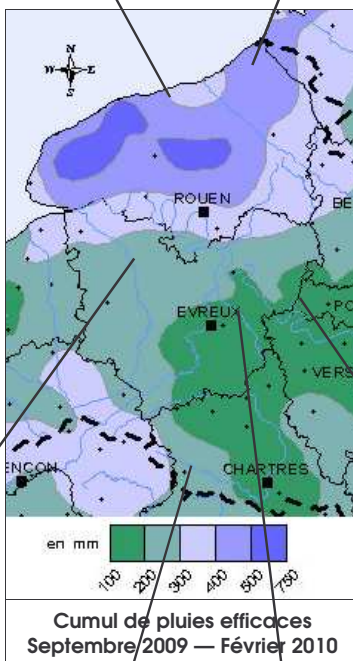 N
W E
S
ROUEN
BE
EVREUX
PO
VERS
ENCON
CHARTRES
en mm
100 200 300 400 500 750
Cumul de pluies efficaces
Septembre 2009 — Février 2010